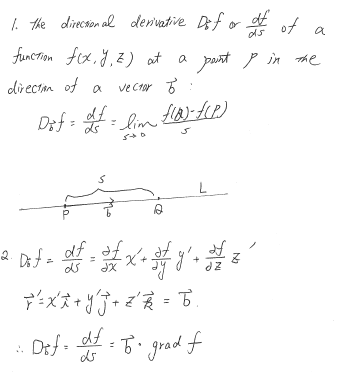 1. the directional derivative D_b⃗ f or df/ds of a
function f(x, y, z) at a point P in the
direction of a vector b⃗ :
D_b⃗ f = df/ds = lim_{s→0} (f(Q)-f(P))/s
S
P b⃗ Q L
2. D_b⃗ f = df/ds = ∂f/∂x x' + ∂f/∂y y' + ∂f/∂z z'
r⃗' = x'i⃗ + y'j⃗ + z'k⃗ = b⃗.
∴ D_b⃗ f = df/ds = b⃗ • grad f